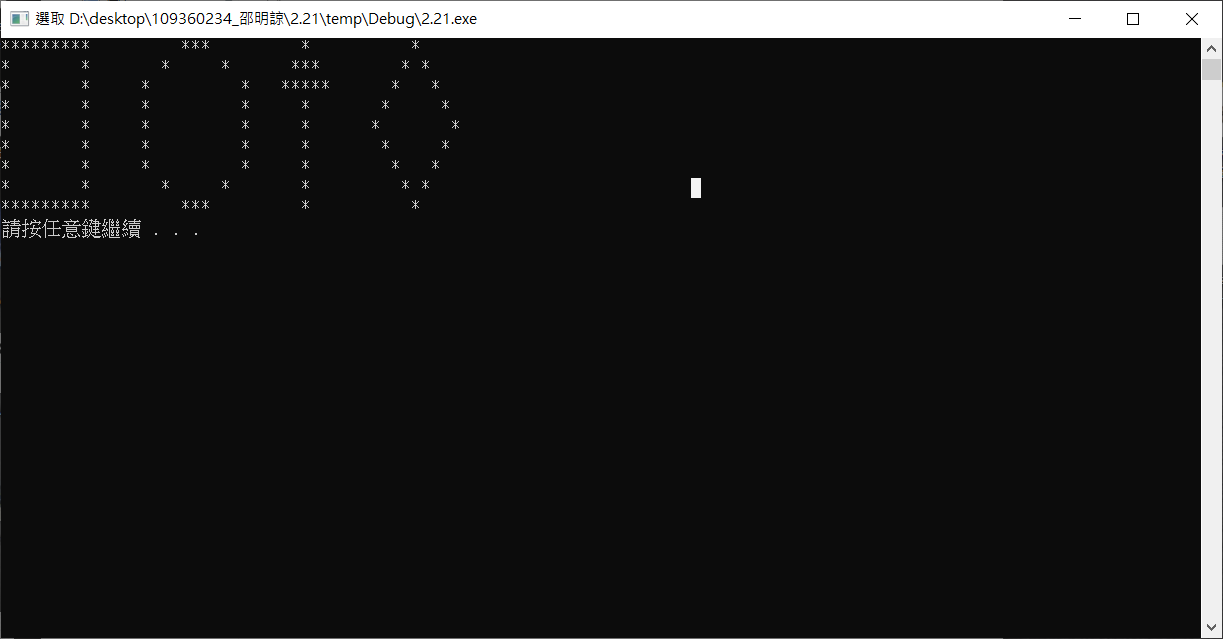 選取 D:\desktop\109360234_邵明諒\2.21\temp\Debug\2.21.exe
*********         ***         *          *
*       *       *     *      ***        * *
*       *     *         *   *****      *   *
*       *     *         *     *       *     *
*       *     *         *     *      *       *
*       *     *         *     *       *     *
*       *     *         *     *        *   *
*       *       *     *       *         * *
*********         ***         *          *
請按任意鍵繼續 . . .